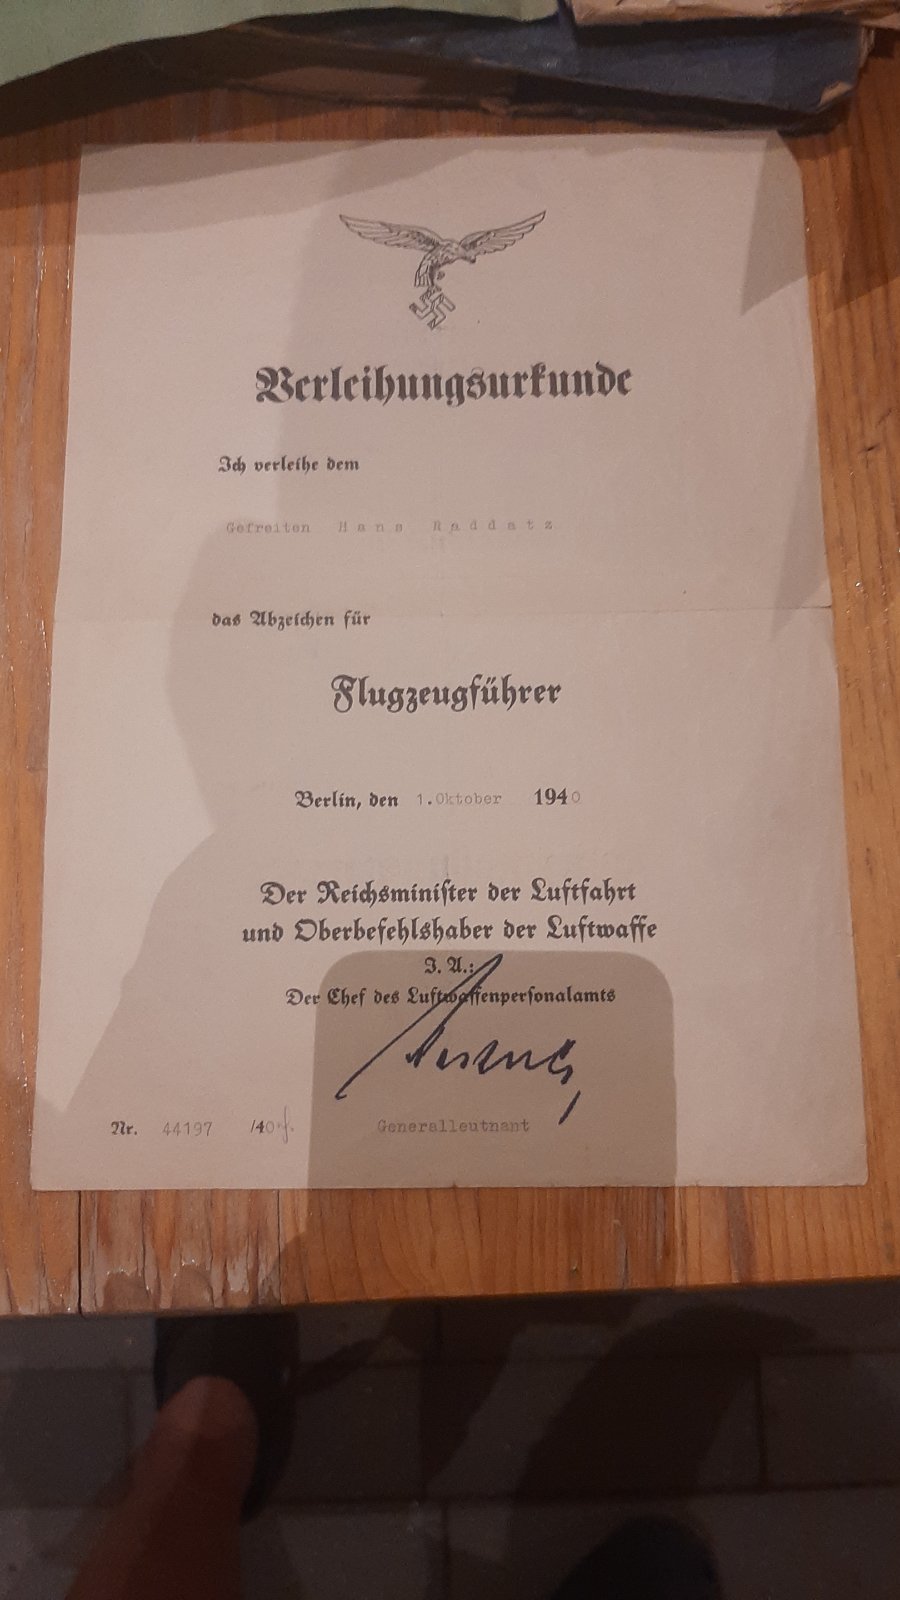 Verleihungsurkunde
Ich verleihe dem
Gefreiten Hans Raddatz
das Abzeichen für
Flugzeugführer
Berlin, den 1.Oktober 1940
Der Reichsminister der Luftfahrt
und Oberbefehlshaber der Luftwaffe
I. A.:
Der Chef des Luftwaffenpersonalamts
Nr. 44197 /40
Generalleutnant